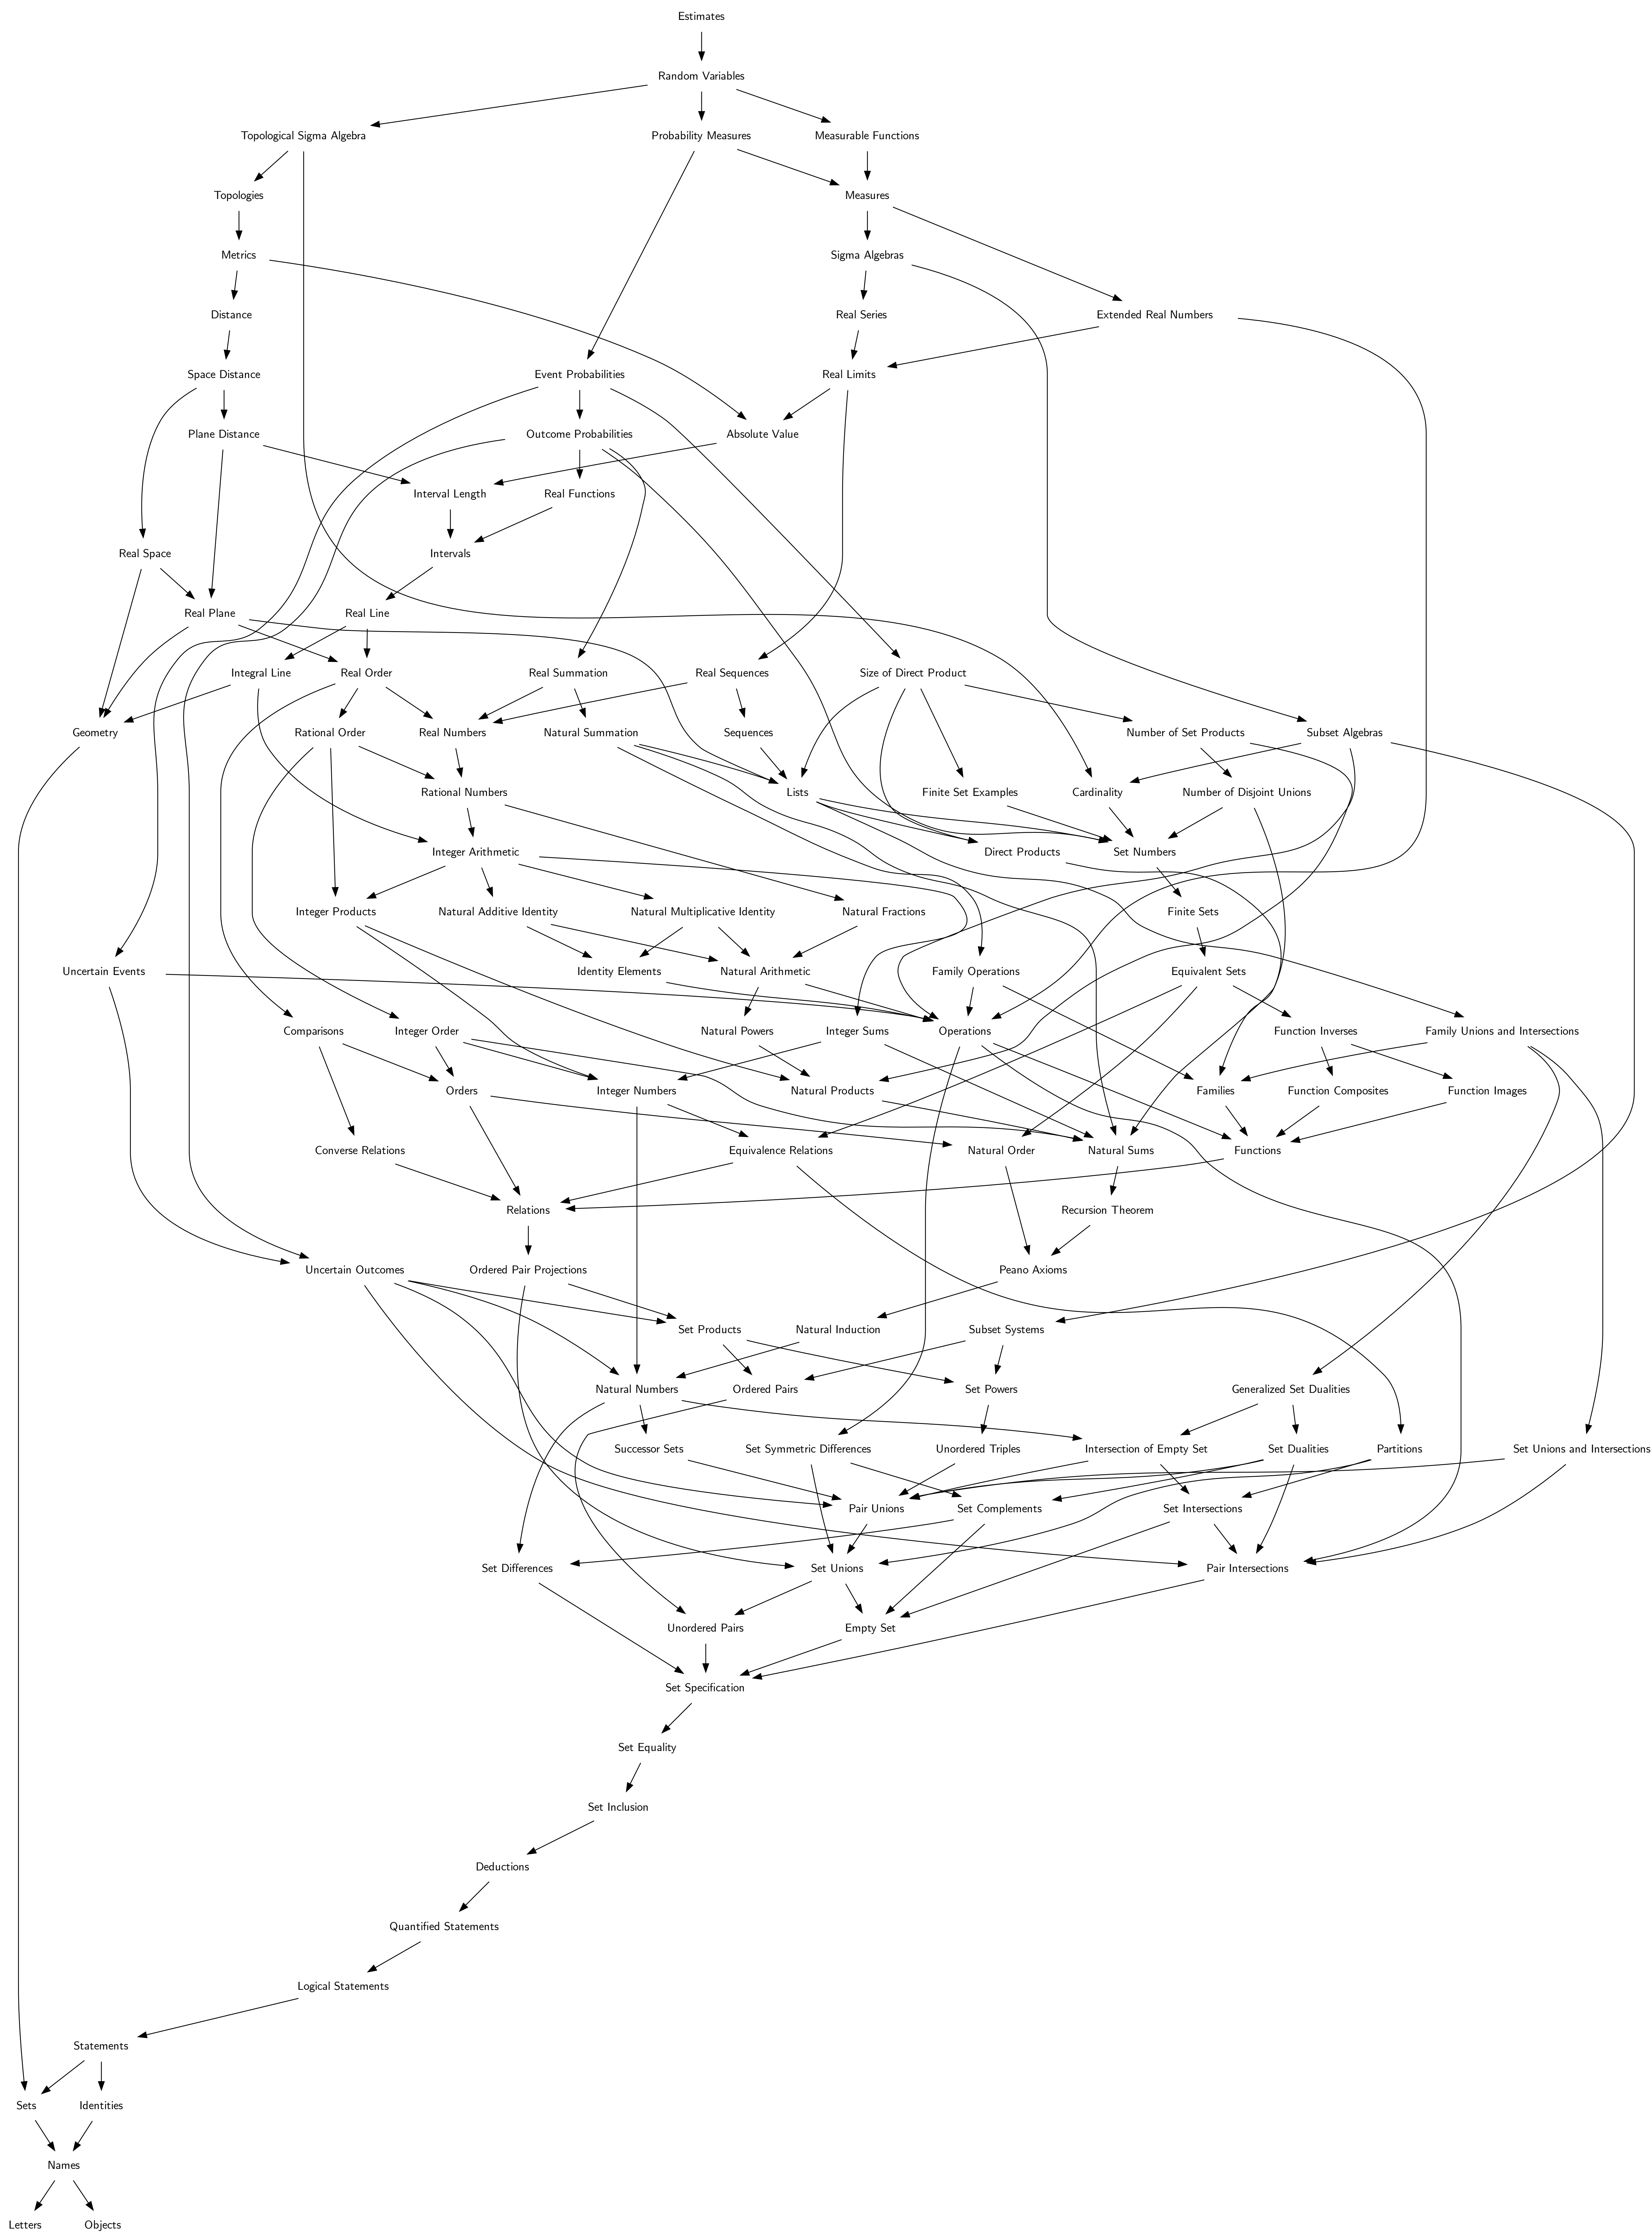 Estimates
Random Variables
Topological Sigma Algebra
Probability Measures
Measurable Functions
Topologies
Measures
Metrics
Sigma Algebras
Distance
Real Series
Extended Real Numbers
Space Distance
Event Probabilities
Real Limits
Plane Distance
Outcome Probabilities
Absolute Value
Interval Length
Real Functions
Real Space
Intervals
Real Plane
Real Line
Integral Line
Real Order
Real Summation
Real Sequences
Size of Direct Product
Geometry
Rational Order
Real Numbers
Natural Summation
Sequences
Number of Set Products
Subset Algebras
Rational Numbers
Lists
Finite Set Examples
Cardinality
Number of Disjoint Unions
Integer Arithmetic
Direct Products
Set Numbers
Integer Products
Natural Additive Identity
Natural Multiplicative Identity
Natural Fractions
Finite Sets
Uncertain Events
Identity Elements
Natural Arithmetic
Family Operations
Equivalent Sets
Comparisons
Integer Order
Natural Powers
Integer Sums
Operations
Function Inverses
Family Unions and Intersections
Orders
Integer Numbers
Natural Products
Families
Function Composites
Function Images
Converse Relations
Equivalence Relations
Natural Order
Natural Sums
Functions
Relations
Recursion Theorem
Uncertain Outcomes
Ordered Pair Projections
Peano Axioms
Set Products
Natural Induction
Subset Systems
Natural Numbers
Ordered Pairs
Set Powers
Generalized Set Dualities
Successor Sets
Set Symmetric Differences
Unordered Triples
Intersection of Empty Set
Set Dualities
Partitions
Set Unions and Intersections
Pair Unions
Set Complements
Set Intersections
Set Differences
Set Unions
Pair Intersections
Unordered Pairs
Empty Set
Set Specification
Set Equality
Set Inclusion
Deductions
Quantified Statements
Logical Statements
Statements
Sets
Identities
Names
Letters
Objects